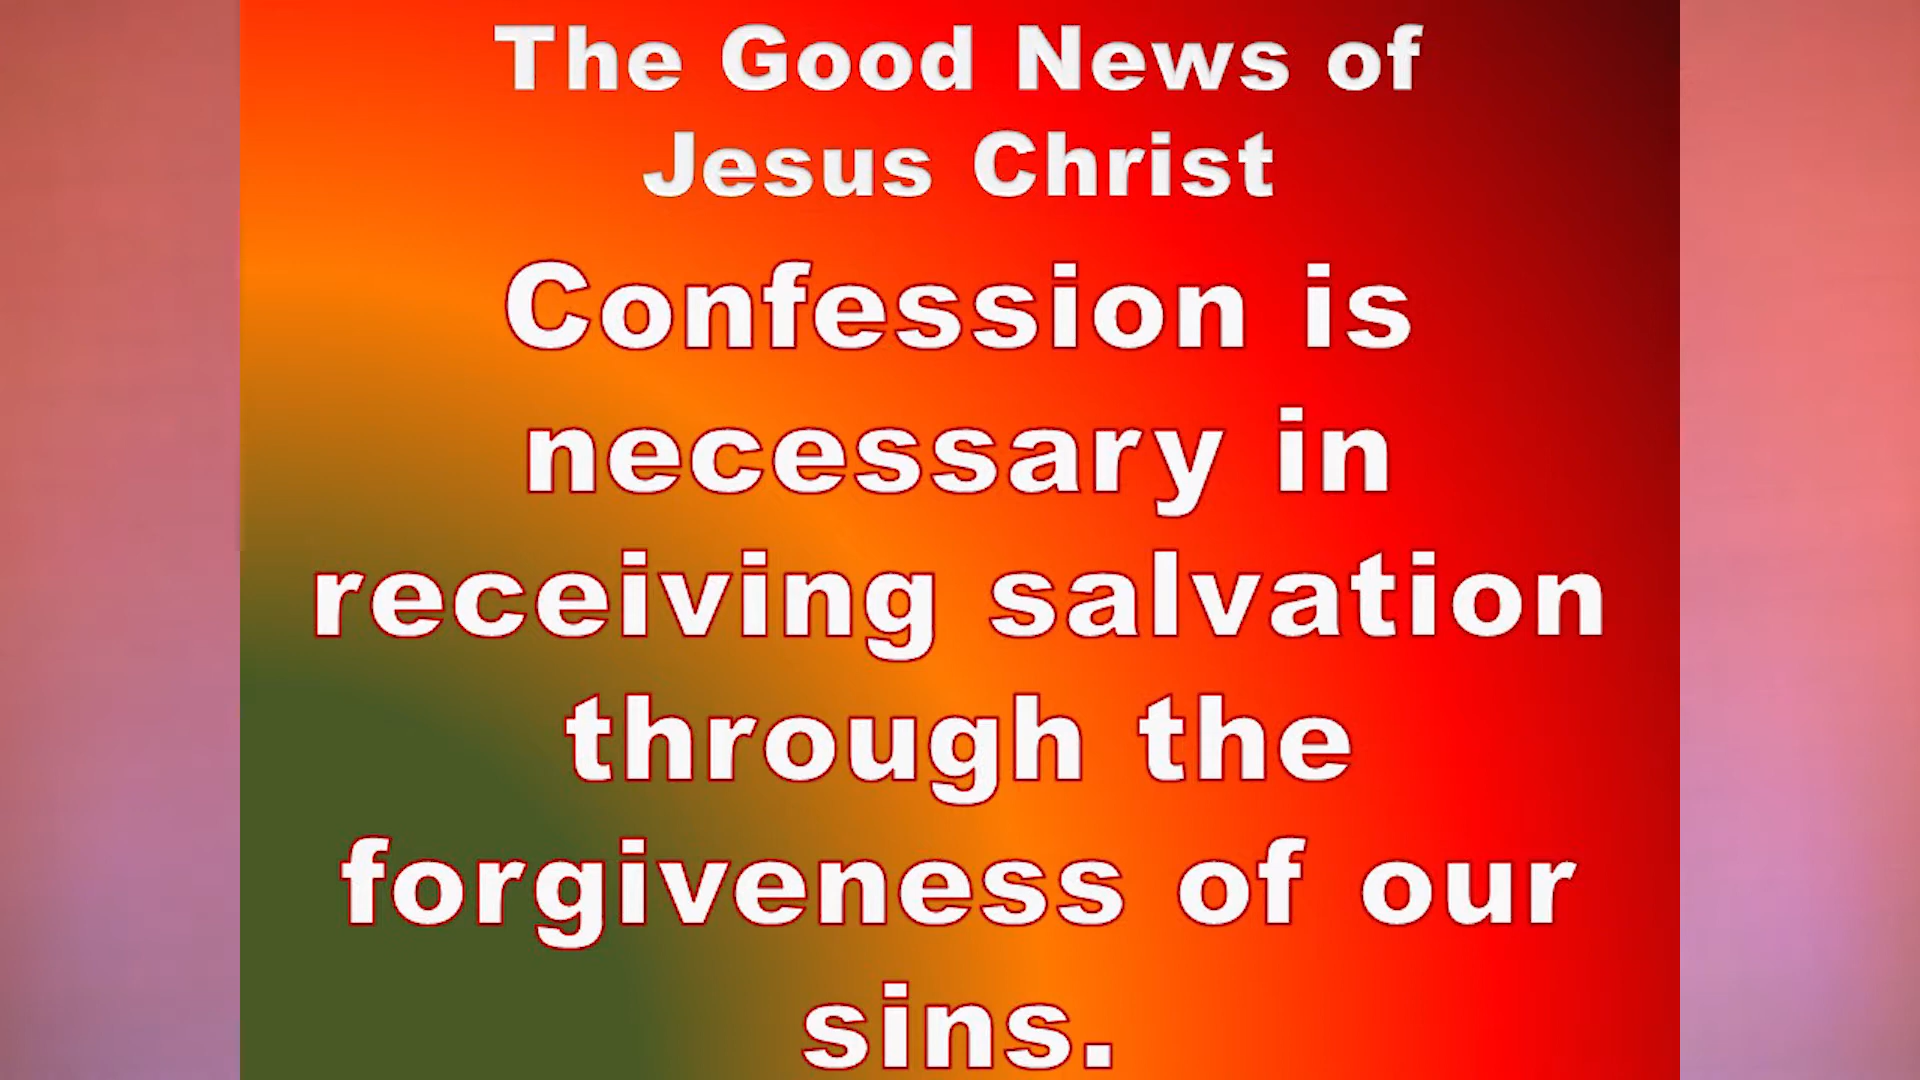 The Good News of
Jesus Christ
Confession is
necessary in
receiving salvation
through the
forgiveness of our
sins.